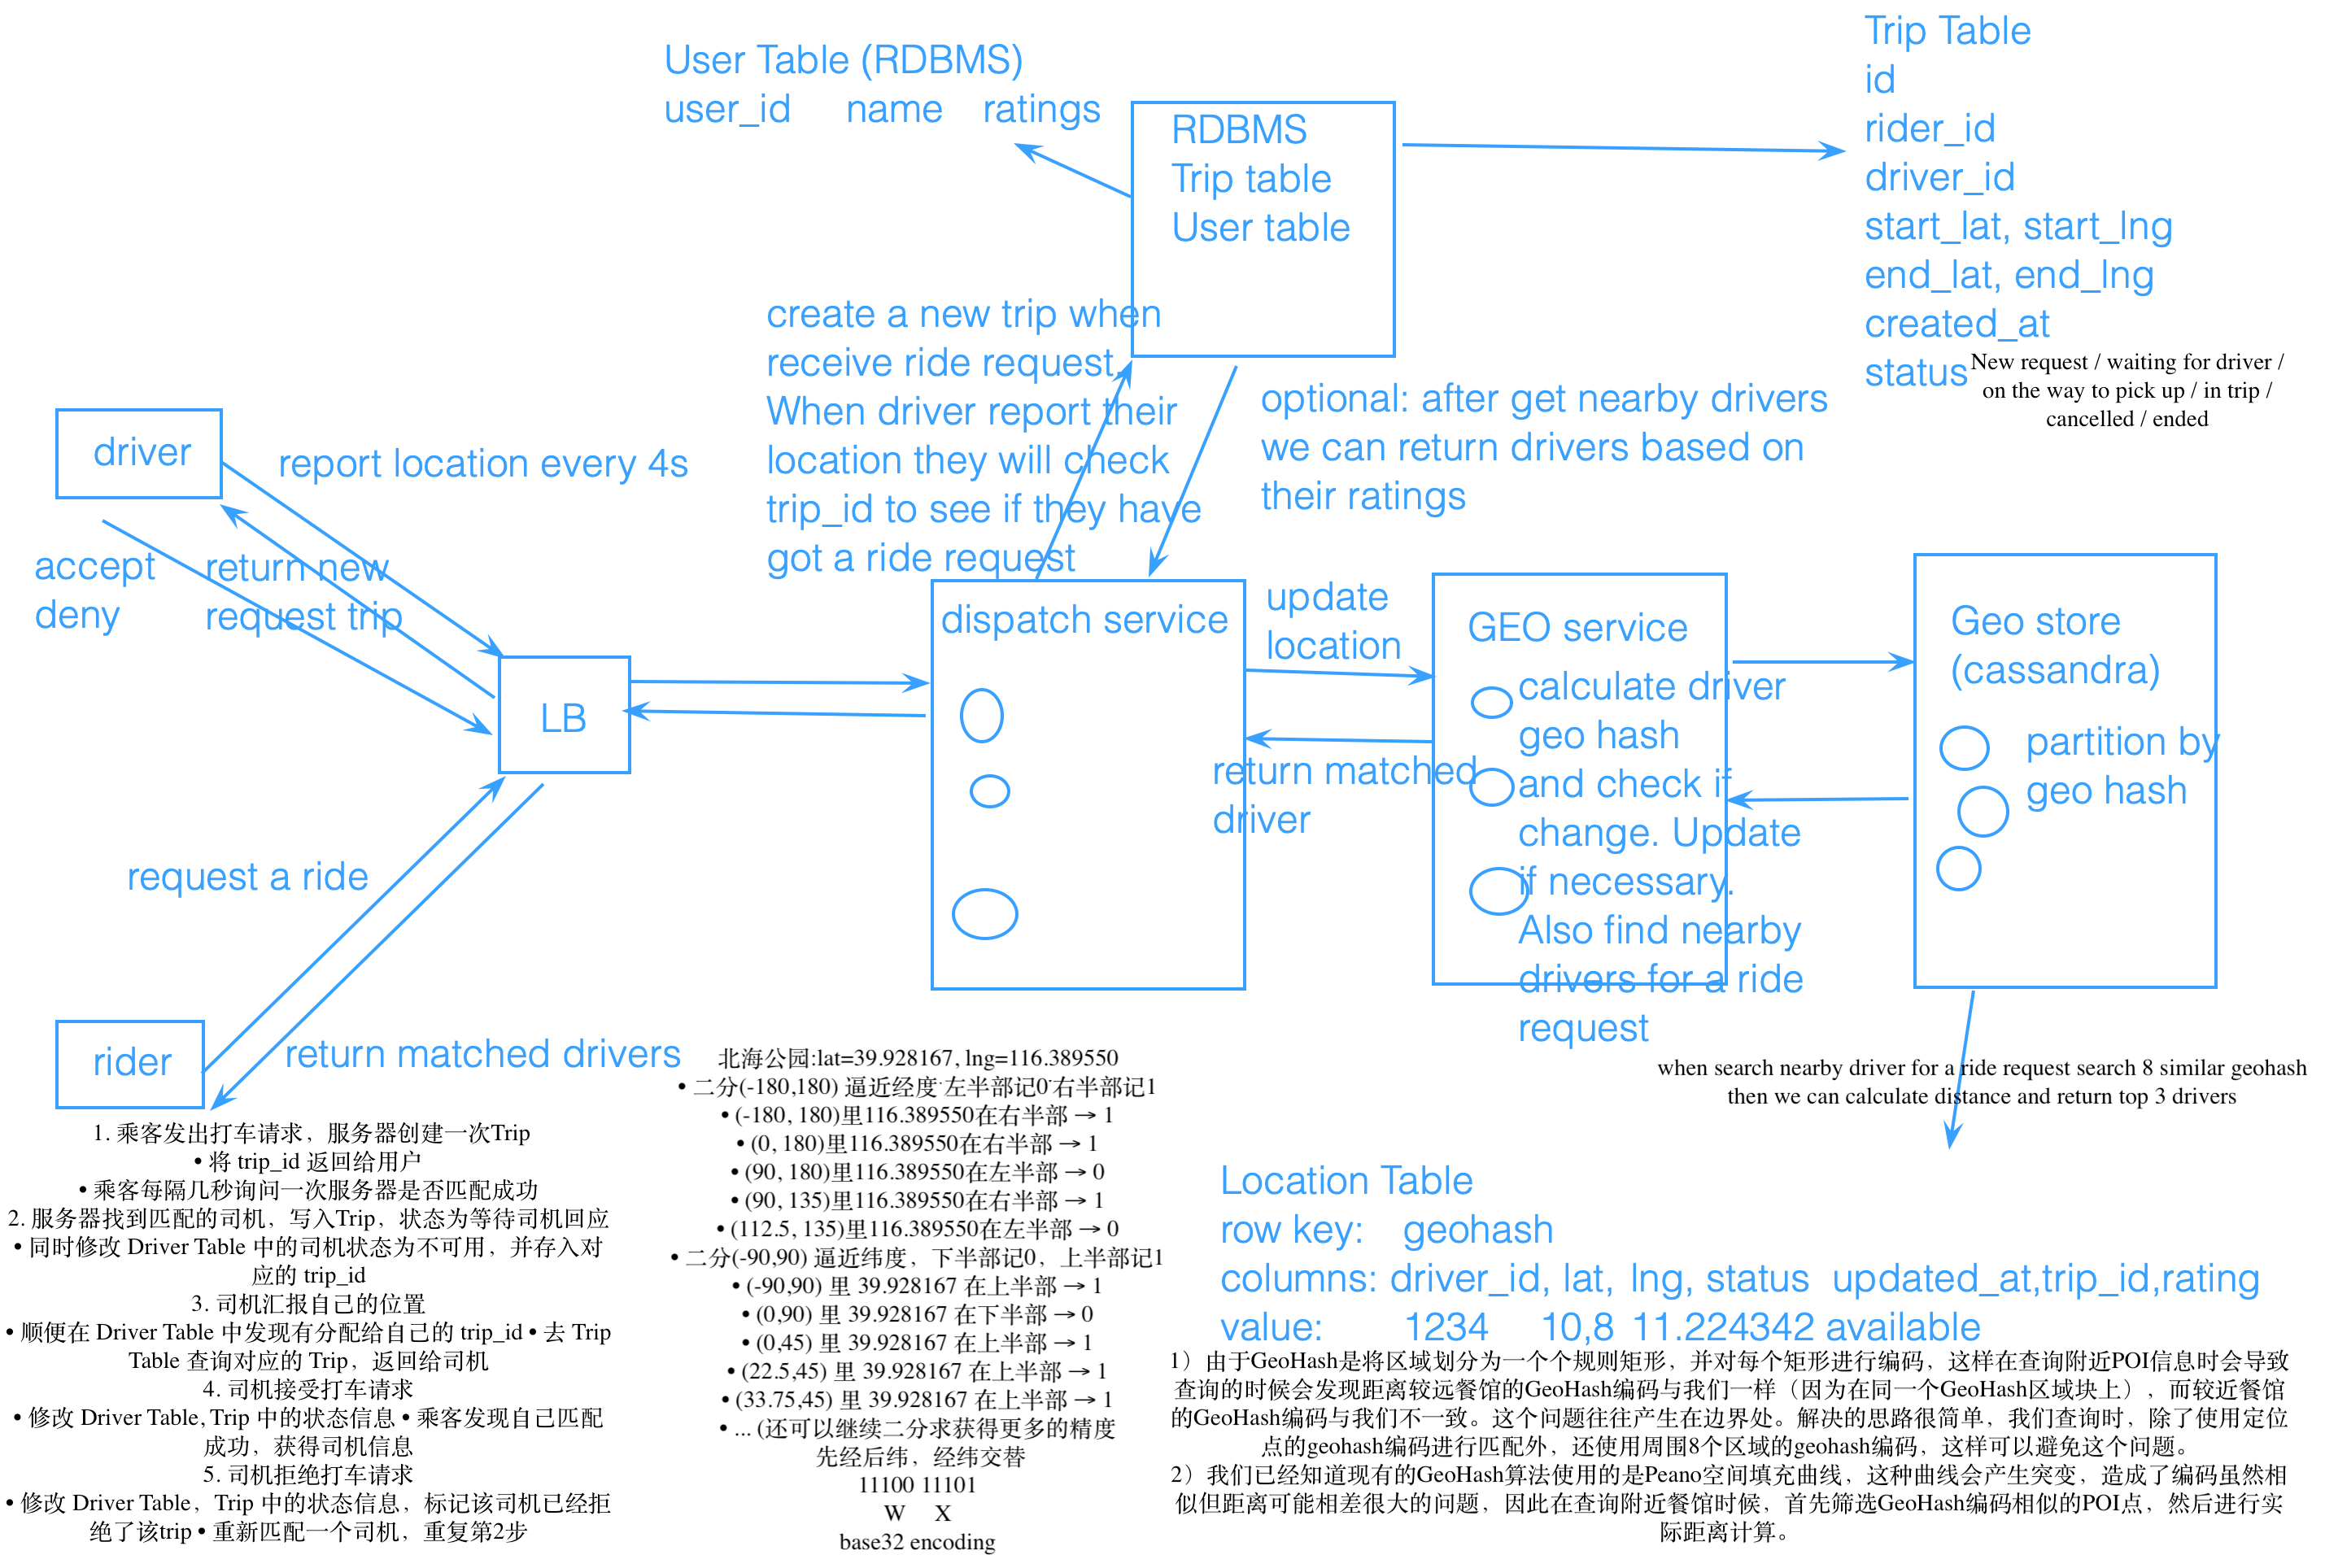 User Table (RDBMS)
user_id name ratings
RDBMS
Trip table
User table
Trip Table
id
rider_id
driver_id
start_lat, start_lng
end_lat, end_lng
created_at
status
New request / waiting for driver /
on the way to pick up / in trip /
cancelled / ended
create a new trip when
receive ride request.
When driver report their
location they will check
trip_id to see if they have
got a ride request
optional: after get nearby drivers
we can return drivers based on
their ratings
driver
report location every 4s
accept
deny
return new
request trip
LB
dispatch service
update
location
return matched
driver
GEO service
calculate driver
geo hash
and check if
change. Update
if necessary.
Also find nearby
drivers for a ride
request
Geo store
(cassandra)
partition by
geo hash
request a ride
rider
return matched drivers
1. 乘客发出打车请求，服务器创建一次Trip
• 将 trip_id 返回给用户
• 乘客每隔几秒询问一次服务器是否匹配成功
2. 服务器找到匹配的司机，写入Trip，状态为等待司机回应
• 同时修改 Driver Table 中的司机状态为不可用，并存入对
应的 trip_id
3. 司机汇报自己的位置
• 顺便在 Driver Table 中发现有分配给自己的 trip_id • 去 Trip
Table 查询对应的 Trip，返回给司机
4. 司机接受打车请求
• 修改 Driver Table, Trip 中的状态信息 • 乘客发现自己匹配
成功，获得司机信息
5. 司机拒绝打车请求
• 修改 Driver Table，Trip 中的状态信息，标记该司机已经拒
绝了该trip • 重新匹配一个司机，重复第2步
北海公园:lat=39.928167, lng=116.389550
• 二分(-180,180) 逼近经度,左半部记0,右半部记1
• (-180, 180)里116.389550在右半部 → 1
• (0, 180)里116.389550在右半部 → 1
• (90, 180)里116.389550在左半部 → 0
• (90, 135)里116.389550在右半部 → 1
• (112.5, 135)里116.389550在左半部 → 0
• 二分(-90,90) 逼近纬度，下半部记0，上半部记1
• (-90,90) 里 39.928167 在上半部 → 1
• (0,90) 里 39.928167 在下半部 → 0
• (0,45) 里 39.928167 在上半部 → 1
• (22.5,45) 里 39.928167 在上半部 → 1
• (33.75,45) 里 39.928167 在上半部 → 1
• ... (还可以继续二分求获得更多的精度
先经后纬，经纬交替
11100 11101
W X
base32 encoding
when search nearby driver for a ride request search 8 similar geohash
then we can calculate distance and return top 3 drivers
Location Table
row key: geohash
columns: driver_id, lat, lng, status updated_at,trip_id,rating
value: 1234 10,8 11.224342 available
1）由于GeoHash是将区域划分为一个个规则矩形，并对每个矩形进行编码，这样在查询附近POI信息时会导致
查询的时候会发现距离较远餐馆的GeoHash编码与我们一样（因为在同一个GeoHash区域块上），而较近餐馆
的GeoHash编码与我们不一致。这个问题往往产生在边界处。解决的思路很简单，我们查询时，除了使用定位
点的geohash编码进行匹配外，还使用周围8个区域的geohash编码，这样可以避免这个问题。
2）我们已经知道现有的GeoHash算法使用的是Peano空间填充曲线，这种曲线会产生突变，造成了编码虽然相
似但距离可能相差很大的问题，因此在查询附近餐馆时候，首先筛选GeoHash编码相似的POI点，然后进行实
际距离计算。